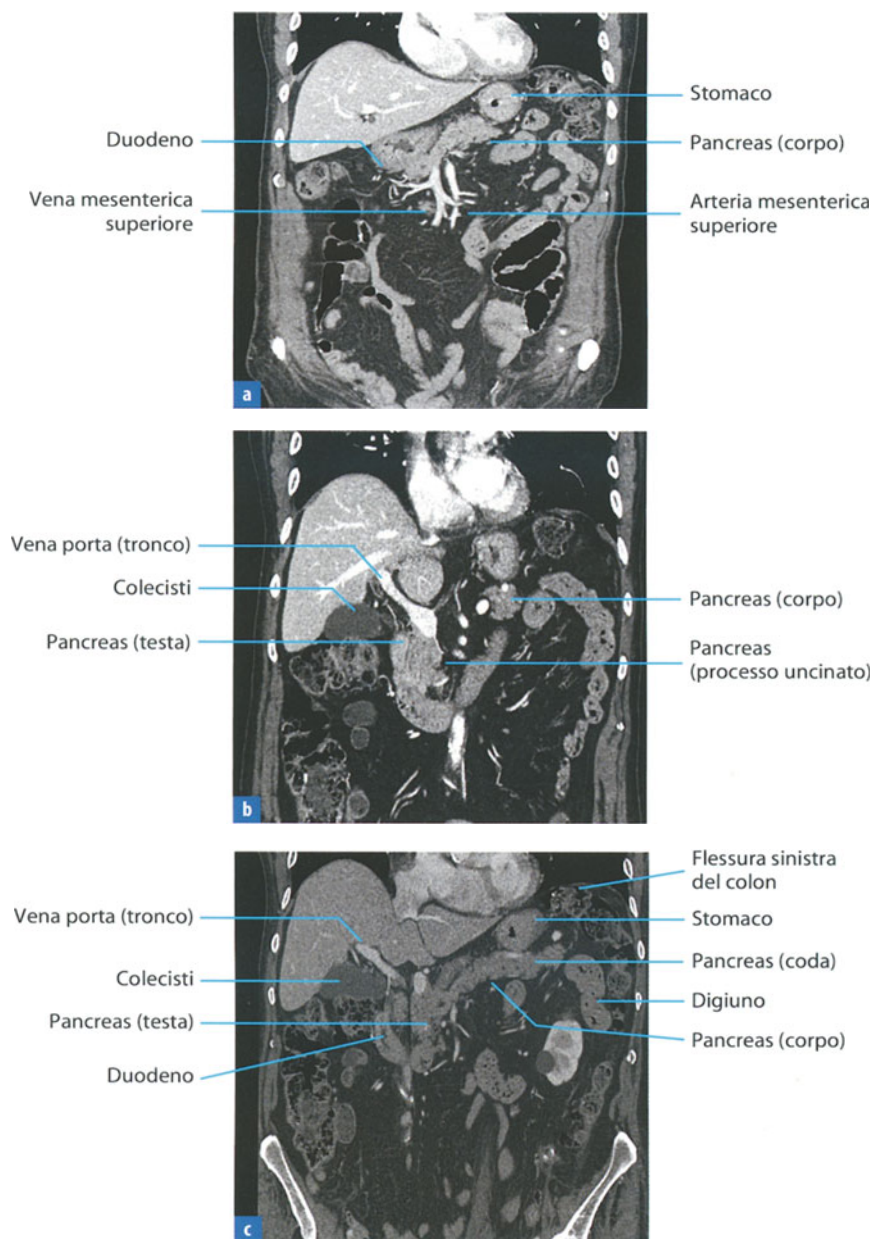 Stomaco
Duodeno
Pancreas (corpo)
Vena mesenterica
superiore
Arteria mesenterica
superiore
a
Vena porta (tronco)
Colecisti
Pancreas (corpo)
Pancreas (testa)
Pancreas
(processo uncinato)
b
Flessura sinistra
del colon
Vena porta (tronco)
Stomaco
Pancreas (coda)
Colecisti
Digiuno
Pancreas (testa)
Pancreas (corpo)
Duodeno
c